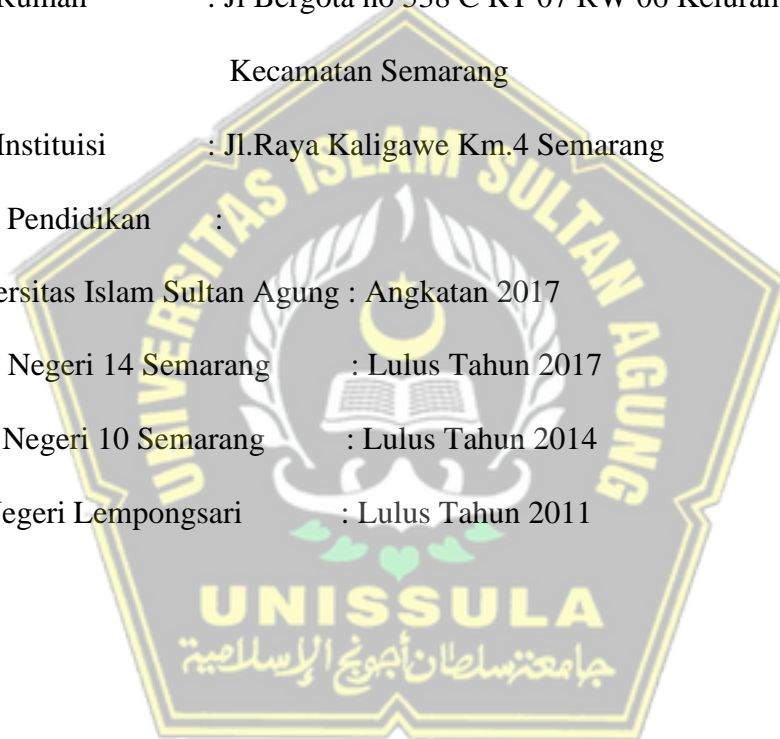 Rumah : Jl Bergota no 538 C RT 07 RW 06 Kelurahan
Kecamatan Semarang
Instituisi : Jl.Raya Kaligawe Km.4 Semarang
Pendidikan :
ersitas Islam Sultan Agung : Angkatan 2017
Negeri 14 Semarang : Lulus Tahun 2017
Negeri 10 Semarang : Lulus Tahun 2014
Negeri Lempongsari : Lulus Tahun 2011
UNIVERSITAS ISLAM SULTAN AGUNG
UNISSULA
جامعة سلطان أجونج الإسلامية